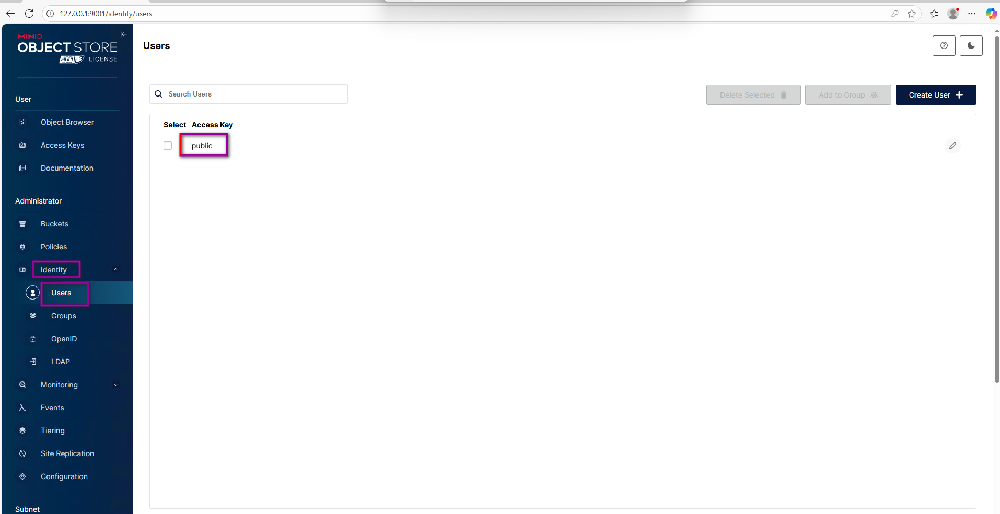 127.0.0.1:9001/identity/users
MINIO
OBJECT STORE
AGPLv3 LICENSE
Users
User
Object Browser
Access Keys
Documentation
Administrator
Buckets
Policies
Identity
Users
Groups
OpenID
LDAP
Monitoring
Events
Tiering
Site Replication
Configuration
Subnet
Search Users
Delete Selected
Add to Group
Create User
Select Access Key
public